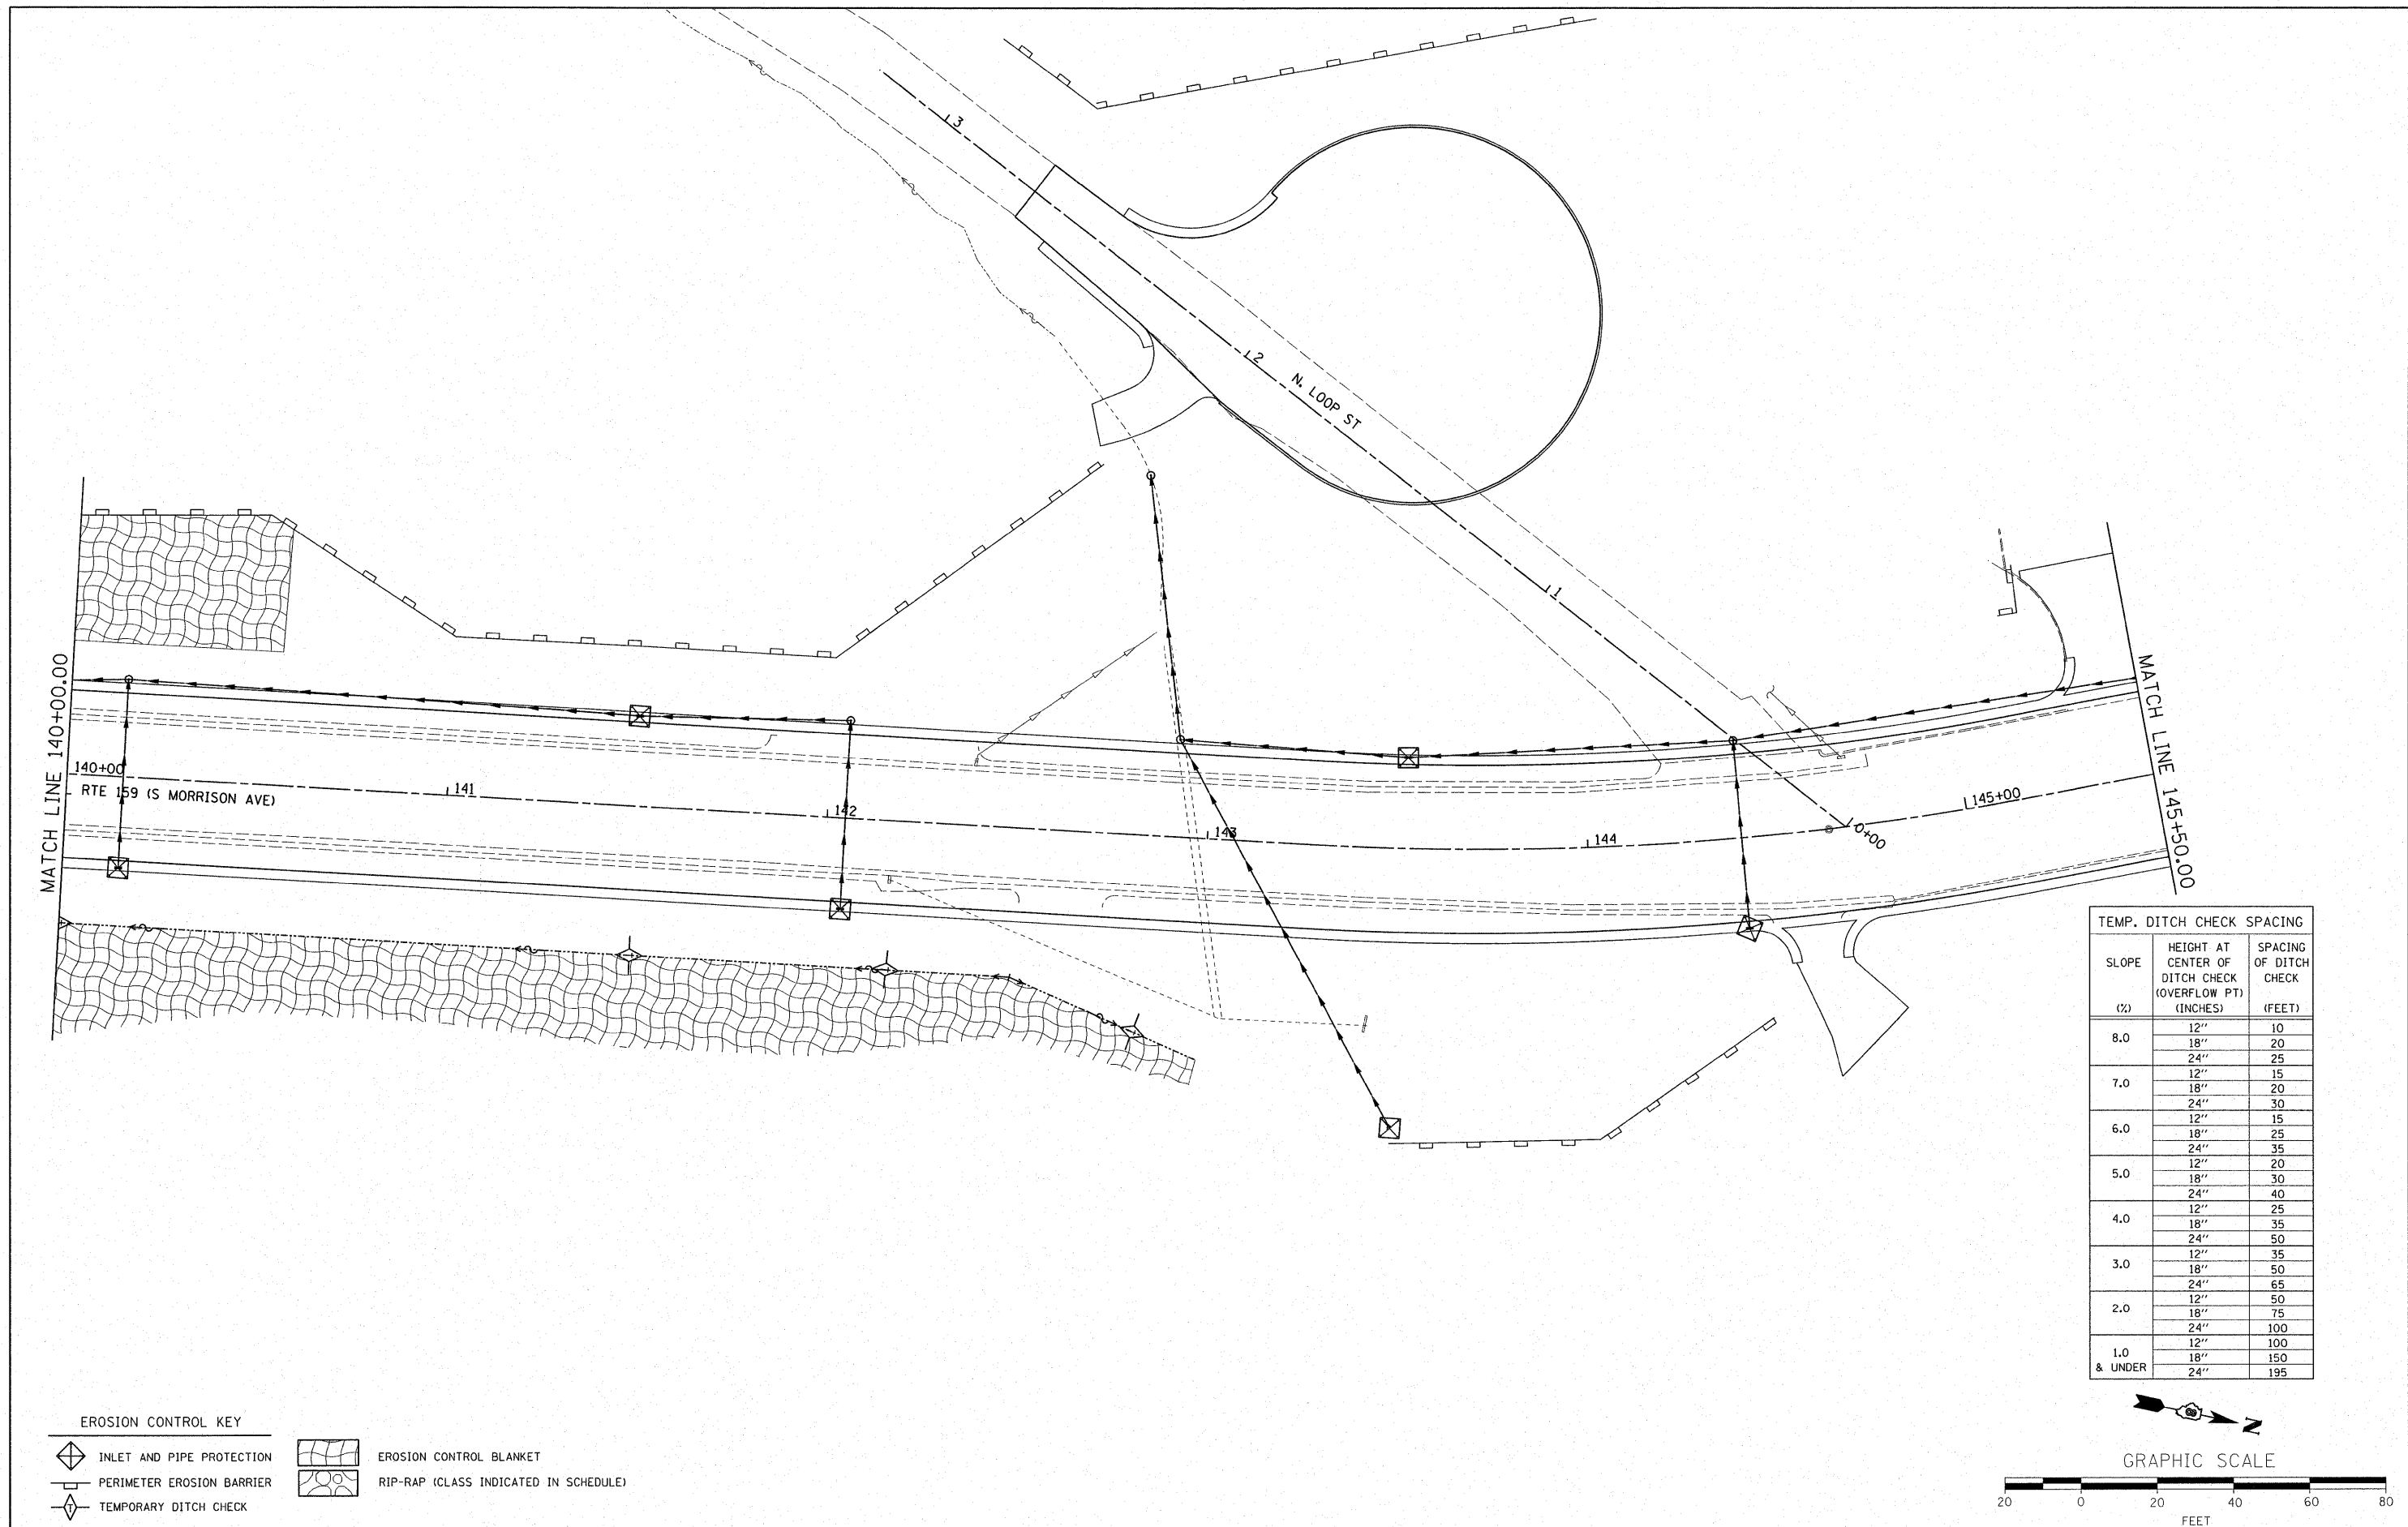 3
2
N. LOOP ST
1
MATCH LINE 140+00.00
140+00
RTE 159 (S MORRISON AVE)
141
142
143
144
0+00
145+00
MATCH LINE 145+50.00
TEMP. DITCH CHECK SPACING
SLOPE (%) HEIGHT AT CENTER OF DITCH CHECK (OVERFLOW PT) (INCHES) SPACING OF DITCH CHECK (FEET)
8.0 12'' 10
18'' 20
24'' 25
7.0 12'' 15
18'' 20
24'' 30
6.0 12'' 15
18'' 25
24'' 35
5.0 12'' 20
18'' 30
24'' 40
4.0 12'' 25
18'' 35
24'' 50
3.0 12'' 35
18'' 50
24'' 65
2.0 12'' 50
18'' 75
24'' 100
1.0 & UNDER 12'' 100
18'' 150
24'' 195
N
GRAPHIC SCALE
20 0 20 40 60 80
FEET
EROSION CONTROL KEY
INLET AND PIPE PROTECTION
PERIMETER EROSION BARRIER
TEMPORARY DITCH CHECK
EROSION CONTROL BLANKET
RIP-RAP (CLASS INDICATED IN SCHEDULE)